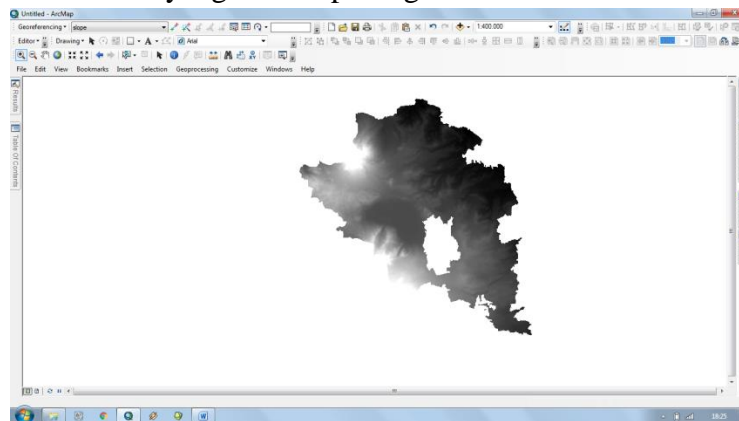 Untitled - ArcMap
Georeferencing slope 1:400.000
Editor Drawing A Arial
File Edit View Bookmarks Insert Selection Geoprocessing Customize Windows Help
Results
Table Of Contents
18:25